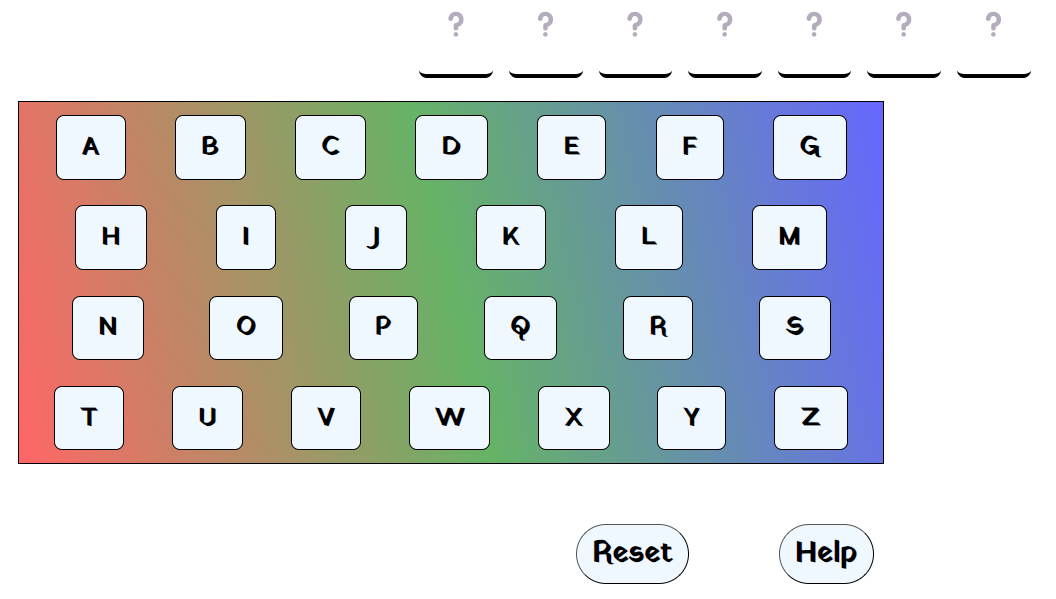 ? ? ? ? ? ? ?
A B C D E F G
H I J K L M
N O P Q R S
T U V W X Y Z
Reset Help